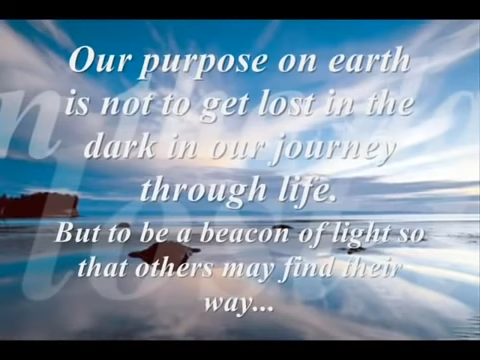 Our purpose on earth
is not to get lost in the
dark in our journey
through life.
But to be a beacon of light so
that others may find their
way...